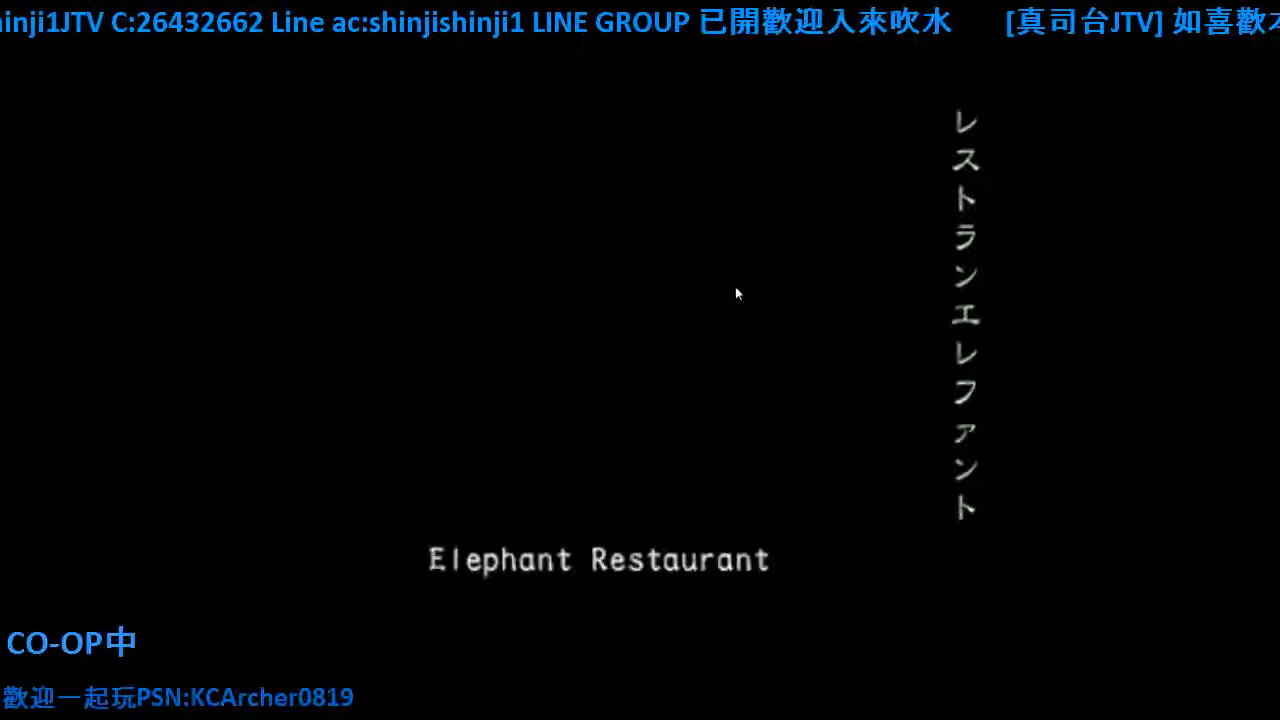 inji1JTV C:26432662 Line ac:shinjishinji1 LINE GROUP 已開歡迎入來吹水 [真司台JTV] 如喜歡本
レストランエレファント
Elephant Restaurant
CO-OP中
歡迎一起玩PSN:KCArcher0819